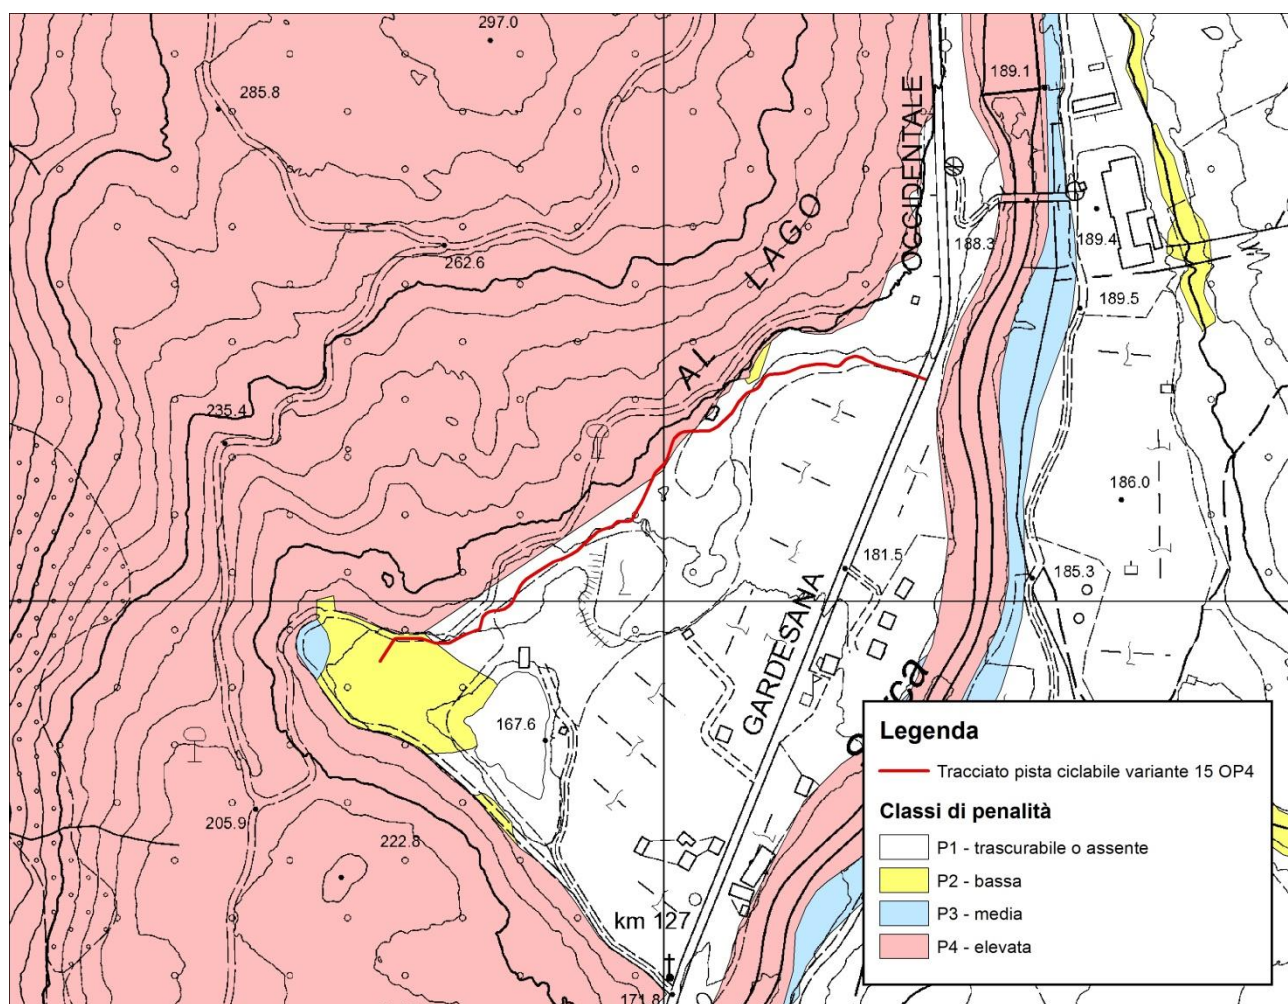 297.0
285.8
189.1
OCCIDENTALE
LAGO
AL
188.3
189.4
262.6
189.5
235.4
186.0
181.5
185.3
GARDESANA
167.6
205.9
222.8
km 127
171.8
Legenda
Tracciato pista ciclabile variante 15 OP4
Classi di penalità
P1 - trascurabile o assente
P2 - bassa
P3 - media
P4 - elevata